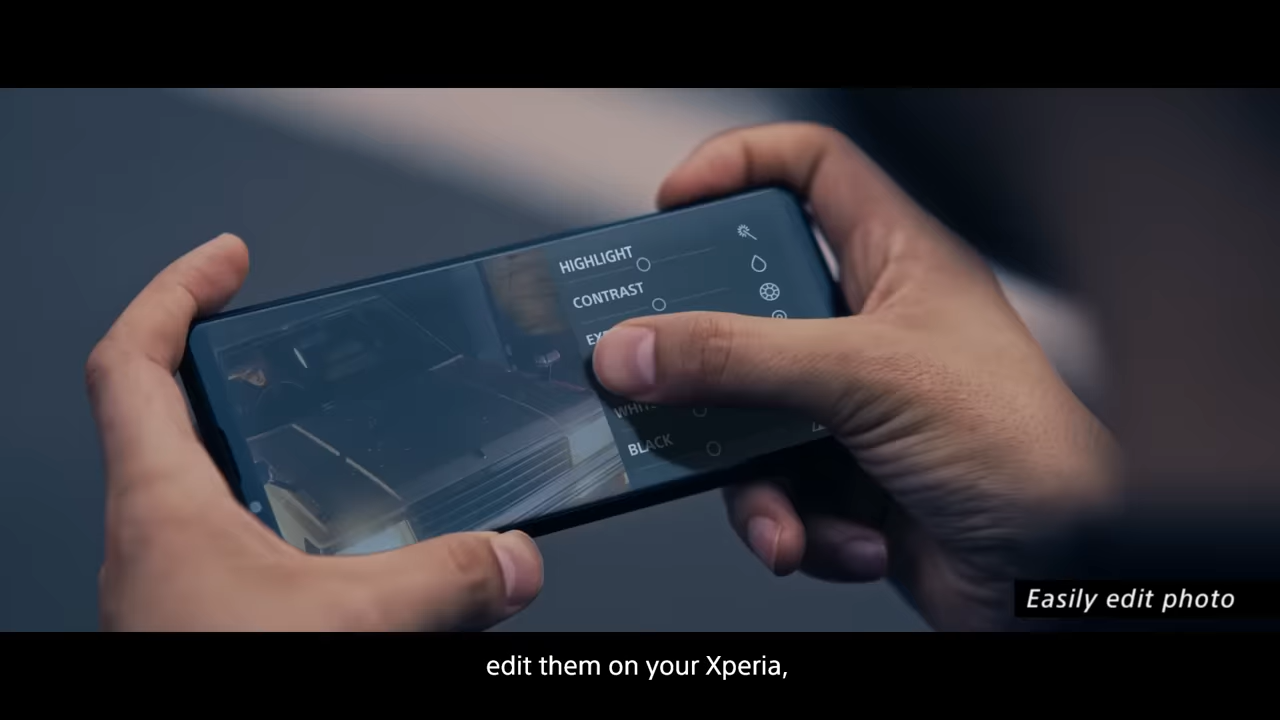 HIGHLIGHT
CONTRAST
BLACK
Easily edit photo
edit them on your Xperia,